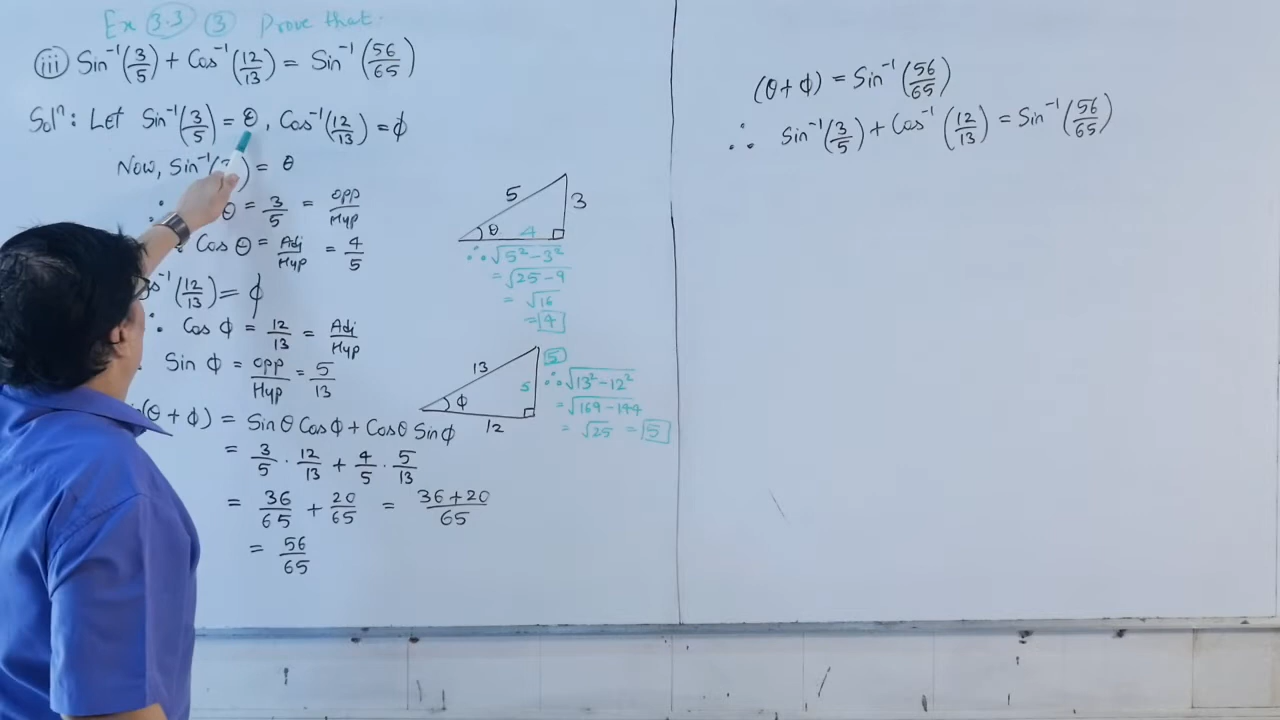 Ex 3.3 ③ Prove that:
(iii) Sin⁻¹(3/5) + Cos⁻¹(12/13) = Sin⁻¹(56/65)
Solⁿ: Let Sin⁻¹(3/5) = θ, Cos⁻¹(12/13) = ϕ
Now, Sin⁻¹( ) = θ
θ = 3/5 = opp/Hyp
Cos θ = Adj/Hyp = 4/5
⁻¹(12/13) = ϕ
∴ Cos ϕ = 12/13 = Adj/Hyp
Sin ϕ = opp/Hyp = 5/13
(θ + ϕ) = Sin θ Cos ϕ + Cos θ Sin ϕ
= 3/5 · 12/13 + 4/5 · 5/13
= 36/65 + 20/65 = 36+20/65
= 56/65
5 3
θ 4
∴ √5² − 3²
= √25 − 9
= √16
= 4
13 5
ϕ 5
12
∴ √13² − 12²
= √169 − 144
= √25 = 5
(θ + ϕ) = Sin⁻¹(56/65)
∴ Sin⁻¹(3/5) + Cos⁻¹(12/13) = Sin⁻¹(56/65)